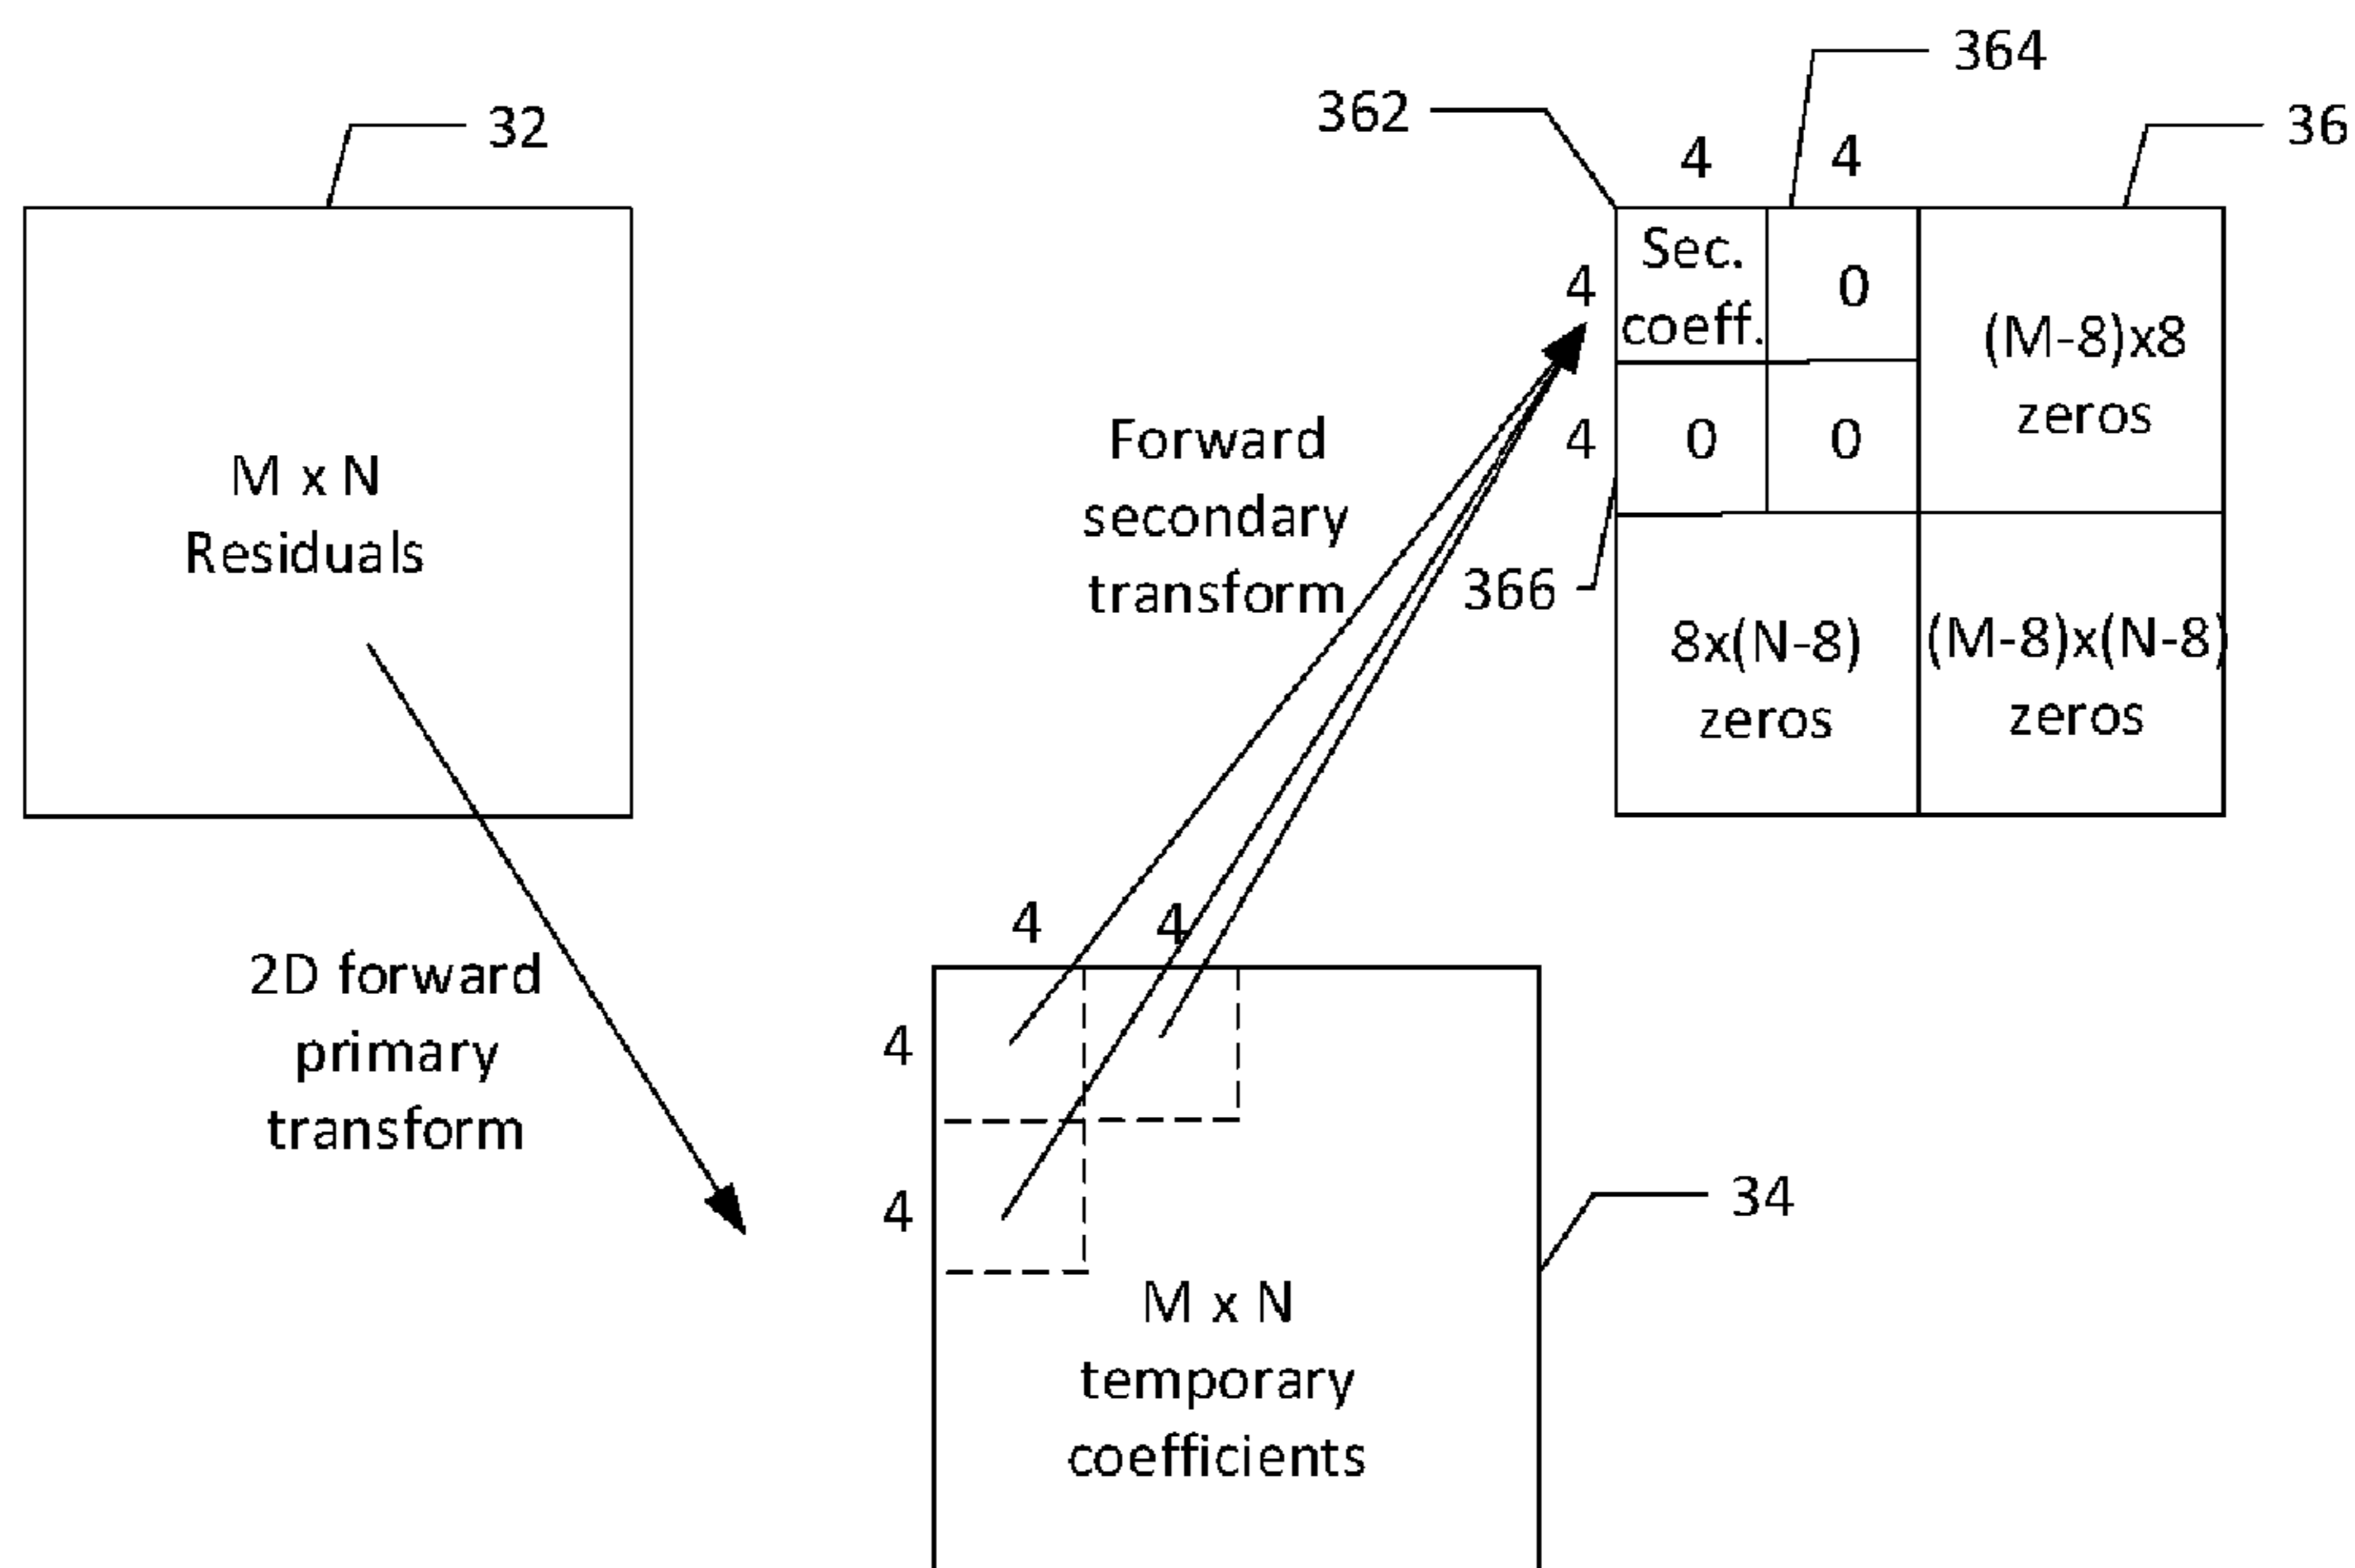 32
M x N
Residuals
2D forward
primary
transform
364
362
36
4 4
4
Sec.
coeff.
0
(M-8)x8
zeros
4
0
0
366
8x(N-8)
zeros
(M-8)x(N-8)
zeros
Forward
secondary
transform
4 4
4
4
34
M x N
temporary
coefficients